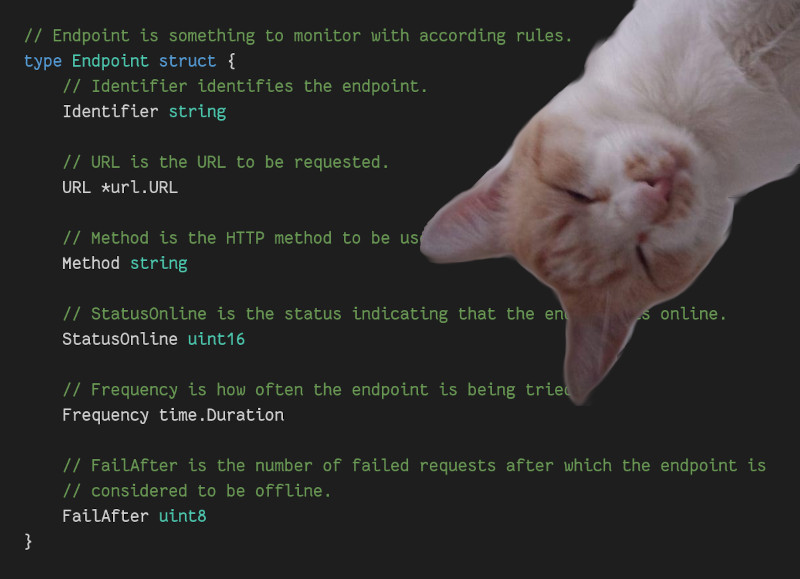 // Endpoint is something to monitor with according rules.
type Endpoint struct {
// Identifier identifies the endpoint.
Identifier string
// URL is the URL to be requested.
URL *url.URL
// Method is the HTTP method to be
Method string
// StatusOnline is the status indicating that the online.
StatusOnline uint16
// Frequency is how often the endpoint is being
Frequency time.Duration
// FailAfter is the number of failed requests after which the endpoint is
// considered to be offline.
FailAfter uint8
}